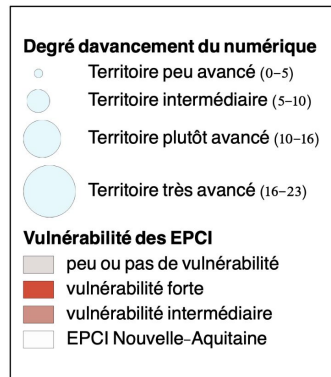 Degré davancement du numérique
Territoire peu avancé (0–5)
Territoire intermédiaire (5–10)
Territoire plutôt avancé (10–16)
Territoire très avancé (16–23)
Vulnérabilité des EPCI
peu ou pas de vulnérabilité
vulnérabilité forte
vulnérabilité intermédiaire
EPCI Nouvelle-Aquitaine